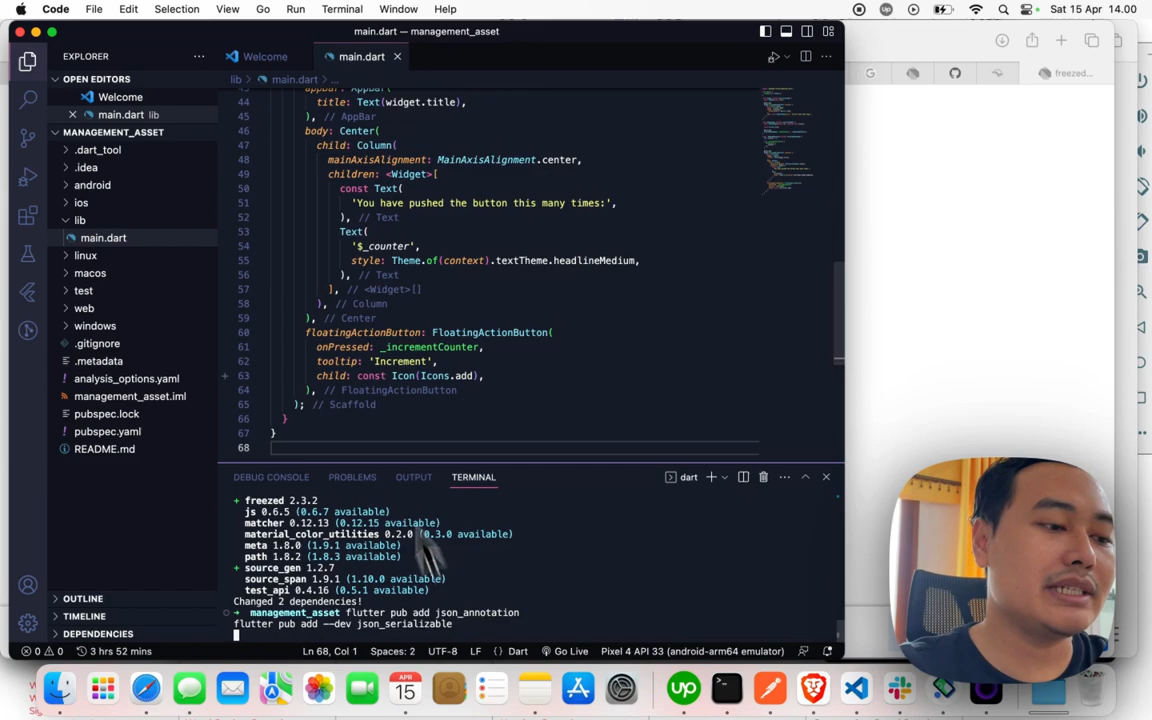 Code File Edit Selection View Go Run Terminal Window Help
Sat 15 Apr 14.00
main.dart — management_asset
EXPLORER
OPEN EDITORS
Welcome
main.dart lib
MANAGEMENT_ASSET
.dart_tool
.idea
android
ios
lib
main.dart
linux
macos
test
web
windows
.gitignore
.metadata
analysis_options.yaml
management_asset.iml
pubspec.lock
pubspec.yaml
README.md
OUTLINE
TIMELINE
DEPENDENCIES
Welcome
main.dart
lib > main.dart > ...
43 appBar: AppBar(
44 title: Text(widget.title),
45 ), // AppBar
46 body: Center(
47 child: Column(
48 mainAxisAlignment: MainAxisAlignment.center,
49 children: <Widget>[
50 const Text(
51 'You have pushed the button this many times:',
52 ), // Text
53 Text(
54 '$_counter',
55 style: Theme.of(context).textTheme.headlineMedium,
56 ), // Text
57 ], // <Widget>[]
58 ), // Column
59 ), // Center
60 floatingActionButton: FloatingActionButton(
61 onPressed: _incrementCounter,
62 tooltip: 'Increment',
63 child: const Icon(Icons.add),
64 ), // FloatingActionButton
65 ); // Scaffold
66 }
67 }
68
DEBUG CONSOLE PROBLEMS OUTPUT TERMINAL
dart
+ freezed 2.3.2
js 0.6.5 (0.6.7 available)
matcher 0.12.13 (0.12.15 available)
material_color_utilities 0.2.0 (0.3.0 available)
meta 1.8.0 (1.9.1 available)
path 1.8.2 (1.8.3 available)
+ source_gen 1.2.7
source_span 1.9.1 (1.10.0 available)
test_api 0.4.16 (0.5.1 available)
Changed 2 dependencies!
→ management_asset flutter pub add json_annotation
flutter pub add --dev json_serializable
0 0 3 hrs 52 mins
Ln 68, Col 1 Spaces: 2 UTF-8 LF {} Dart Go Live Pixel 4 API 33 (android-arm64 emulator)
freezed...
APR
15
up